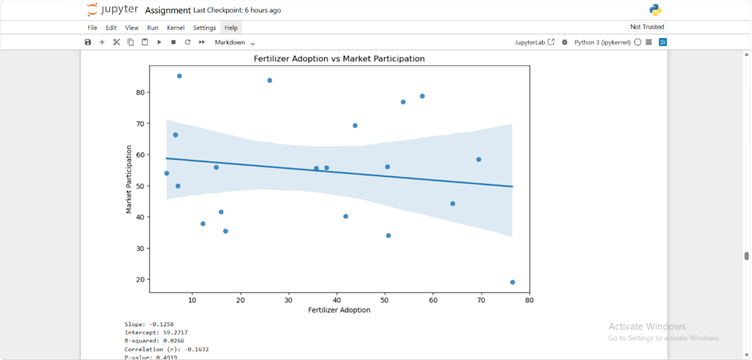 jupyter Assignment Last Checkpoint: 6 hours ago
File Edit View Run Kernel Settings Help
Not Trusted
Markdown
JupyterLab
Python 3 (ipykernel)
Fertilizer Adoption vs Market Participation
Market Participation
80
70
60
50
40
30
20
10 20 30 40 50 60 70 80
Fertilizer Adoption
Slope: -0.1258
Intercept: 59.2717
R-squared: 0.0266
Correlation (r): -0.1632
P-value: 0.4919
Activate Windows
Go to Settings to activate Windows.